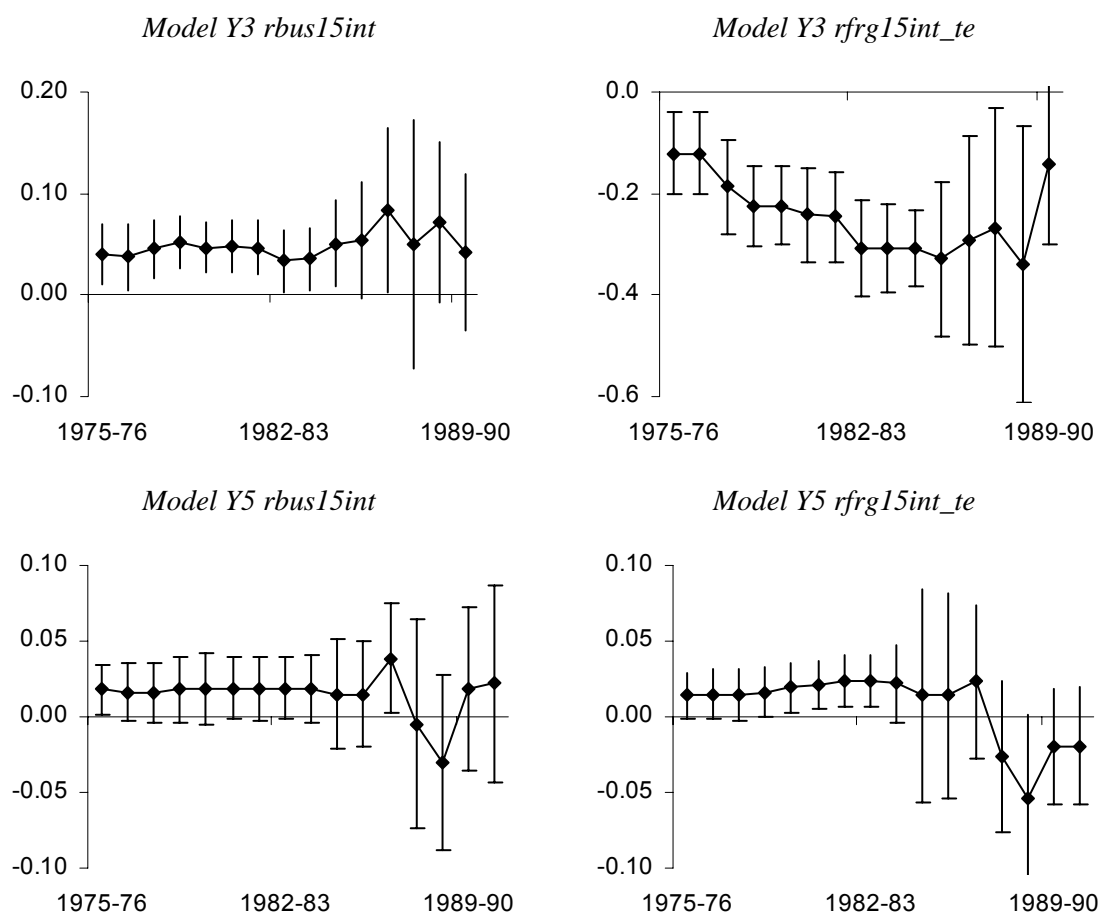 Model Y3 rbus15int
0.20
0.10
0.00
-0.10
1975-76 1982-83 1989-90
Model Y3 rfrg15int_te
0.0
-0.2
-0.4
-0.6
1975-76 1982-83 1989-90
Model Y5 rbus15int
0.10
0.05
0.00
-0.05
-0.10
1975-76 1982-83 1989-90
Model Y5 rfrg15int_te
0.10
0.05
0.00
-0.05
-0.10
1975-76 1982-83 1989-90